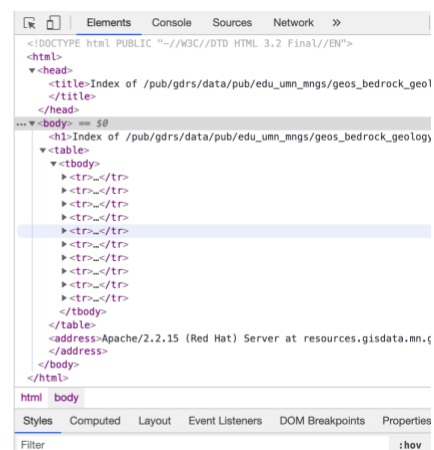 Elements Console Sources Network »
<!DOCTYPE html PUBLIC "-//W3C//DTD HTML 3.2 Final//EN">
<html>
▼<head>
<title>Index of /pub/gdrs/data/pub/edu_umn_mngs/geos_bedrock_geol
</title>
</head>
…▼<body> == $0
<h1>Index of /pub/gdrs/data/pub/edu_umn_mngs/geos_bedrock_geology
▼<table>
▼<tbody>
▶<tr>…</tr>
▶<tr>…</tr>
▶<tr>…</tr>
▶<tr>…</tr>
▶<tr>…</tr>
▶<tr>…</tr>
▶<tr>…</tr>
▶<tr>…</tr>
▶<tr>…</tr>
▶<tr>…</tr>
</tbody>
</table>
<address>Apache/2.2.15 (Red Hat) Server at resources.gisdata.mn.g
</address>
</body>
</html>
html body
Styles Computed Layout Event Listeners DOM Breakpoints Properties
Filter :hov